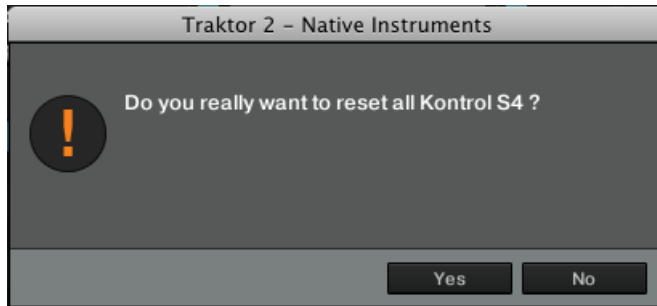 Traktor 2 - Native Instruments
Do you really want to reset all Kontrol S4 ?
Yes
No